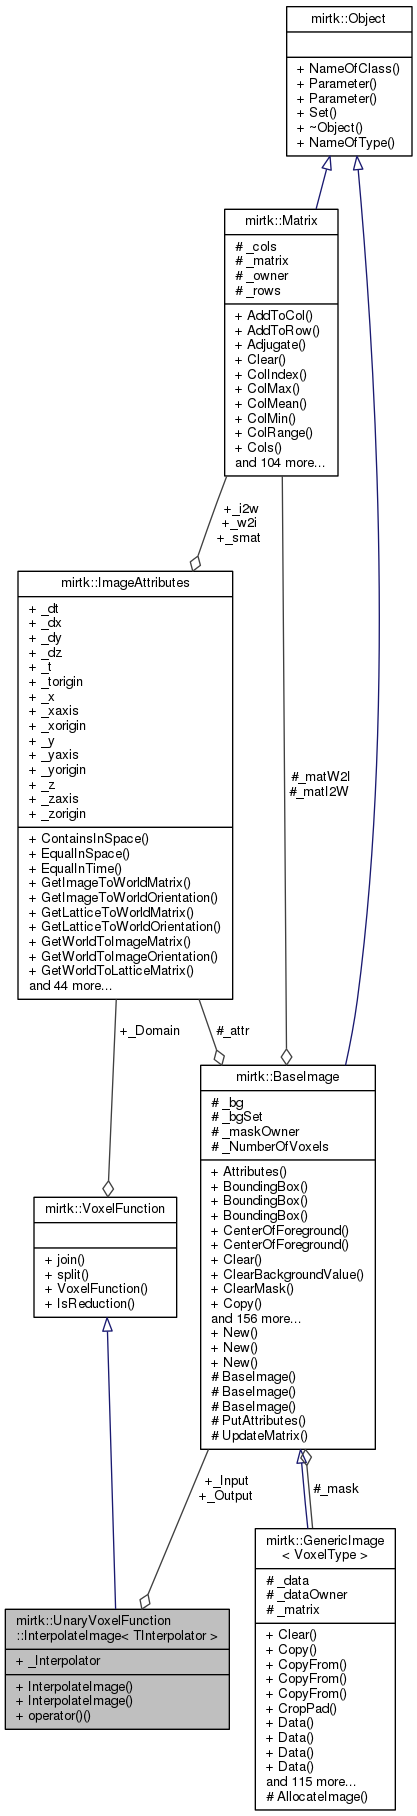 mirtk::Object
+ NameOfClass()
+ Parameter()
+ Parameter()
+ Set()
+ ~Object()
+ NameOfType()
mirtk::Matrix
# _cols
# _matrix
# _owner
# _rows
+ AddToCol()
+ AddToRow()
+ Adjugate()
+ Clear()
+ ColIndex()
+ ColMax()
+ ColMean()
+ ColMin()
+ ColRange()
+ Cols()
and 104 more...
+_i2w
+_w2i
+_smat
mirtk::ImageAttributes
+ _dt
+ _dx
+ _dy
+ _dz
+ _t
+ _torigin
+ _x
+ _xaxis
+ _xorigin
+ _y
+ _yaxis
+ _yorigin
+ _z
+ _zaxis
+ _zorigin
+ ContainsInSpace()
+ EqualInSpace()
+ EqualInTime()
+ GetImageToWorldMatrix()
+ GetImageToWorldOrientation()
+ GetLatticeToWorldMatrix()
+ GetLatticeToWorldOrientation()
+ GetWorldToImageMatrix()
+ GetWorldToImageOrientation()
+ GetWorldToLatticeMatrix()
and 44 more...
#_matW2I
#_matI2W
+_Domain
#_attr
mirtk::BaseImage
# _bg
# _bgSet
# _maskOwner
# _NumberOfVoxels
+ Attributes()
+ BoundingBox()
+ BoundingBox()
+ BoundingBox()
+ CenterOfForeground()
+ CenterOfForeground()
+ Clear()
+ ClearBackgroundValue()
+ ClearMask()
+ Copy()
and 156 more...
+ New()
+ New()
+ New()
# BaseImage()
# BaseImage()
# BaseImage()
# PutAttributes()
# UpdateMatrix()
mirtk::VoxelFunction
+ join()
+ split()
+ VoxelFunction()
+ IsReduction()
+_Input
+_Output
#_mask
mirtk::GenericImage
< VoxelType >
# _data
# _dataOwner
# _matrix
+ Clear()
+ Copy()
+ CopyFrom()
+ CopyFrom()
+ CopyFrom()
+ CropPad()
+ Data()
+ Data()
+ Data()
+ Data()
and 115 more...
# AllocateImage()
mirtk::UnaryVoxelFunction
::InterpolateImage< TInterpolator >
+ _Interpolator
+ InterpolateImage()
+ InterpolateImage()
+ operator()()